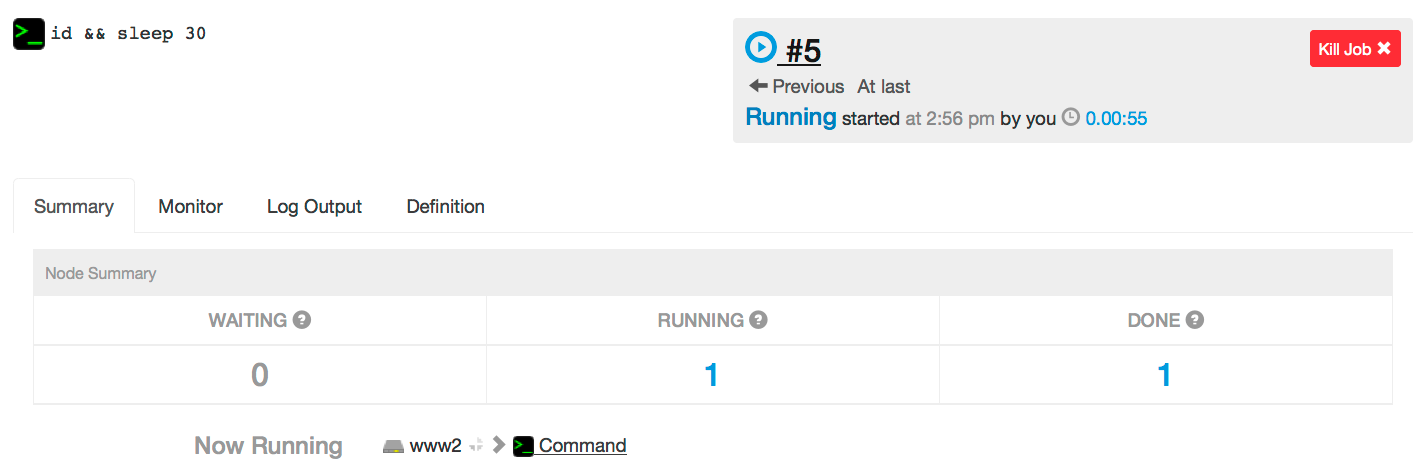 >_ id && sleep 30
#5
Kill Job ✖
Previous At last
Running started at 2:56 pm by you 0.00:55
Summary Monitor Log Output Definition
Node Summary
WAITING ? RUNNING ? DONE ?
0 1 1
Now Running www2 >_ Command